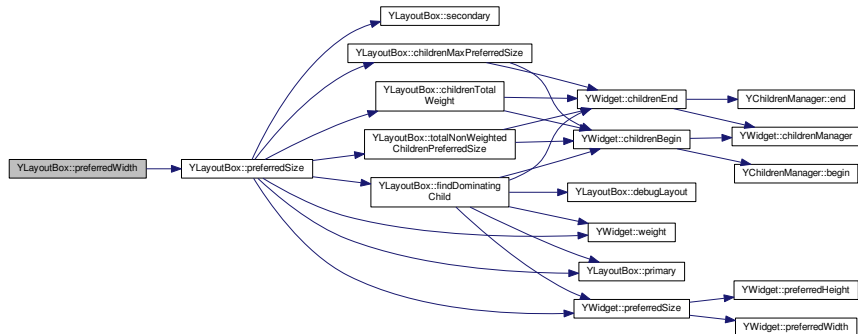 YLayoutBox::preferredWidth
YLayoutBox::preferredSize
YLayoutBox::secondary
YLayoutBox::childrenMaxPreferredSize
YLayoutBox::childrenTotal
Weight
YLayoutBox::totalNonWeighted
ChildrenPreferredSize
YLayoutBox::findDominating
Child
YWidget::childrenEnd
YWidget::childrenBegin
YLayoutBox::debugLayout
YWidget::weight
YLayoutBox::primary
YWidget::preferredSize
YChildrenManager::end
YWidget::childrenManager
YChildrenManager::begin
YWidget::preferredHeight
YWidget::preferredWidth